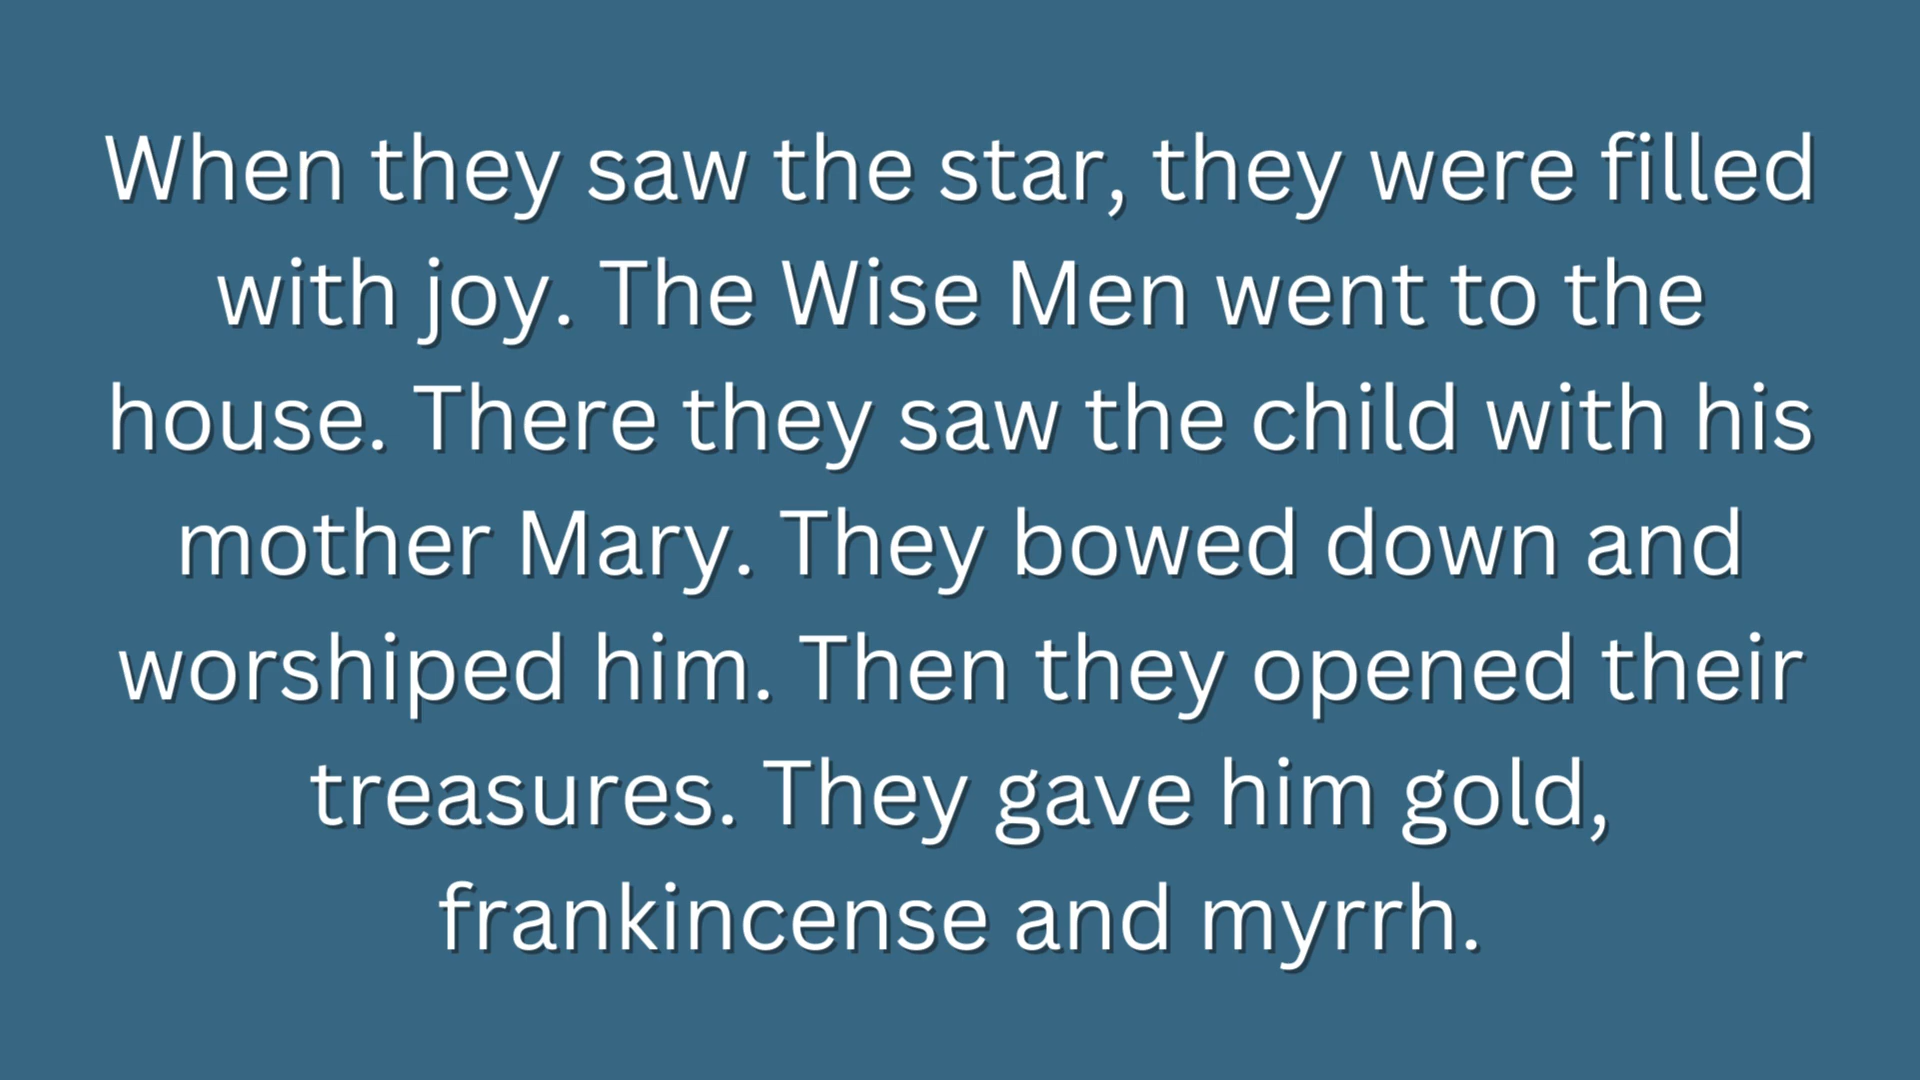 When they saw the star, they were filled
with joy. The Wise Men went to the
house. There they saw the child with his
mother Mary. They bowed down and
worshiped him. Then they opened their
treasures. They gave him gold,
frankincense and myrrh.